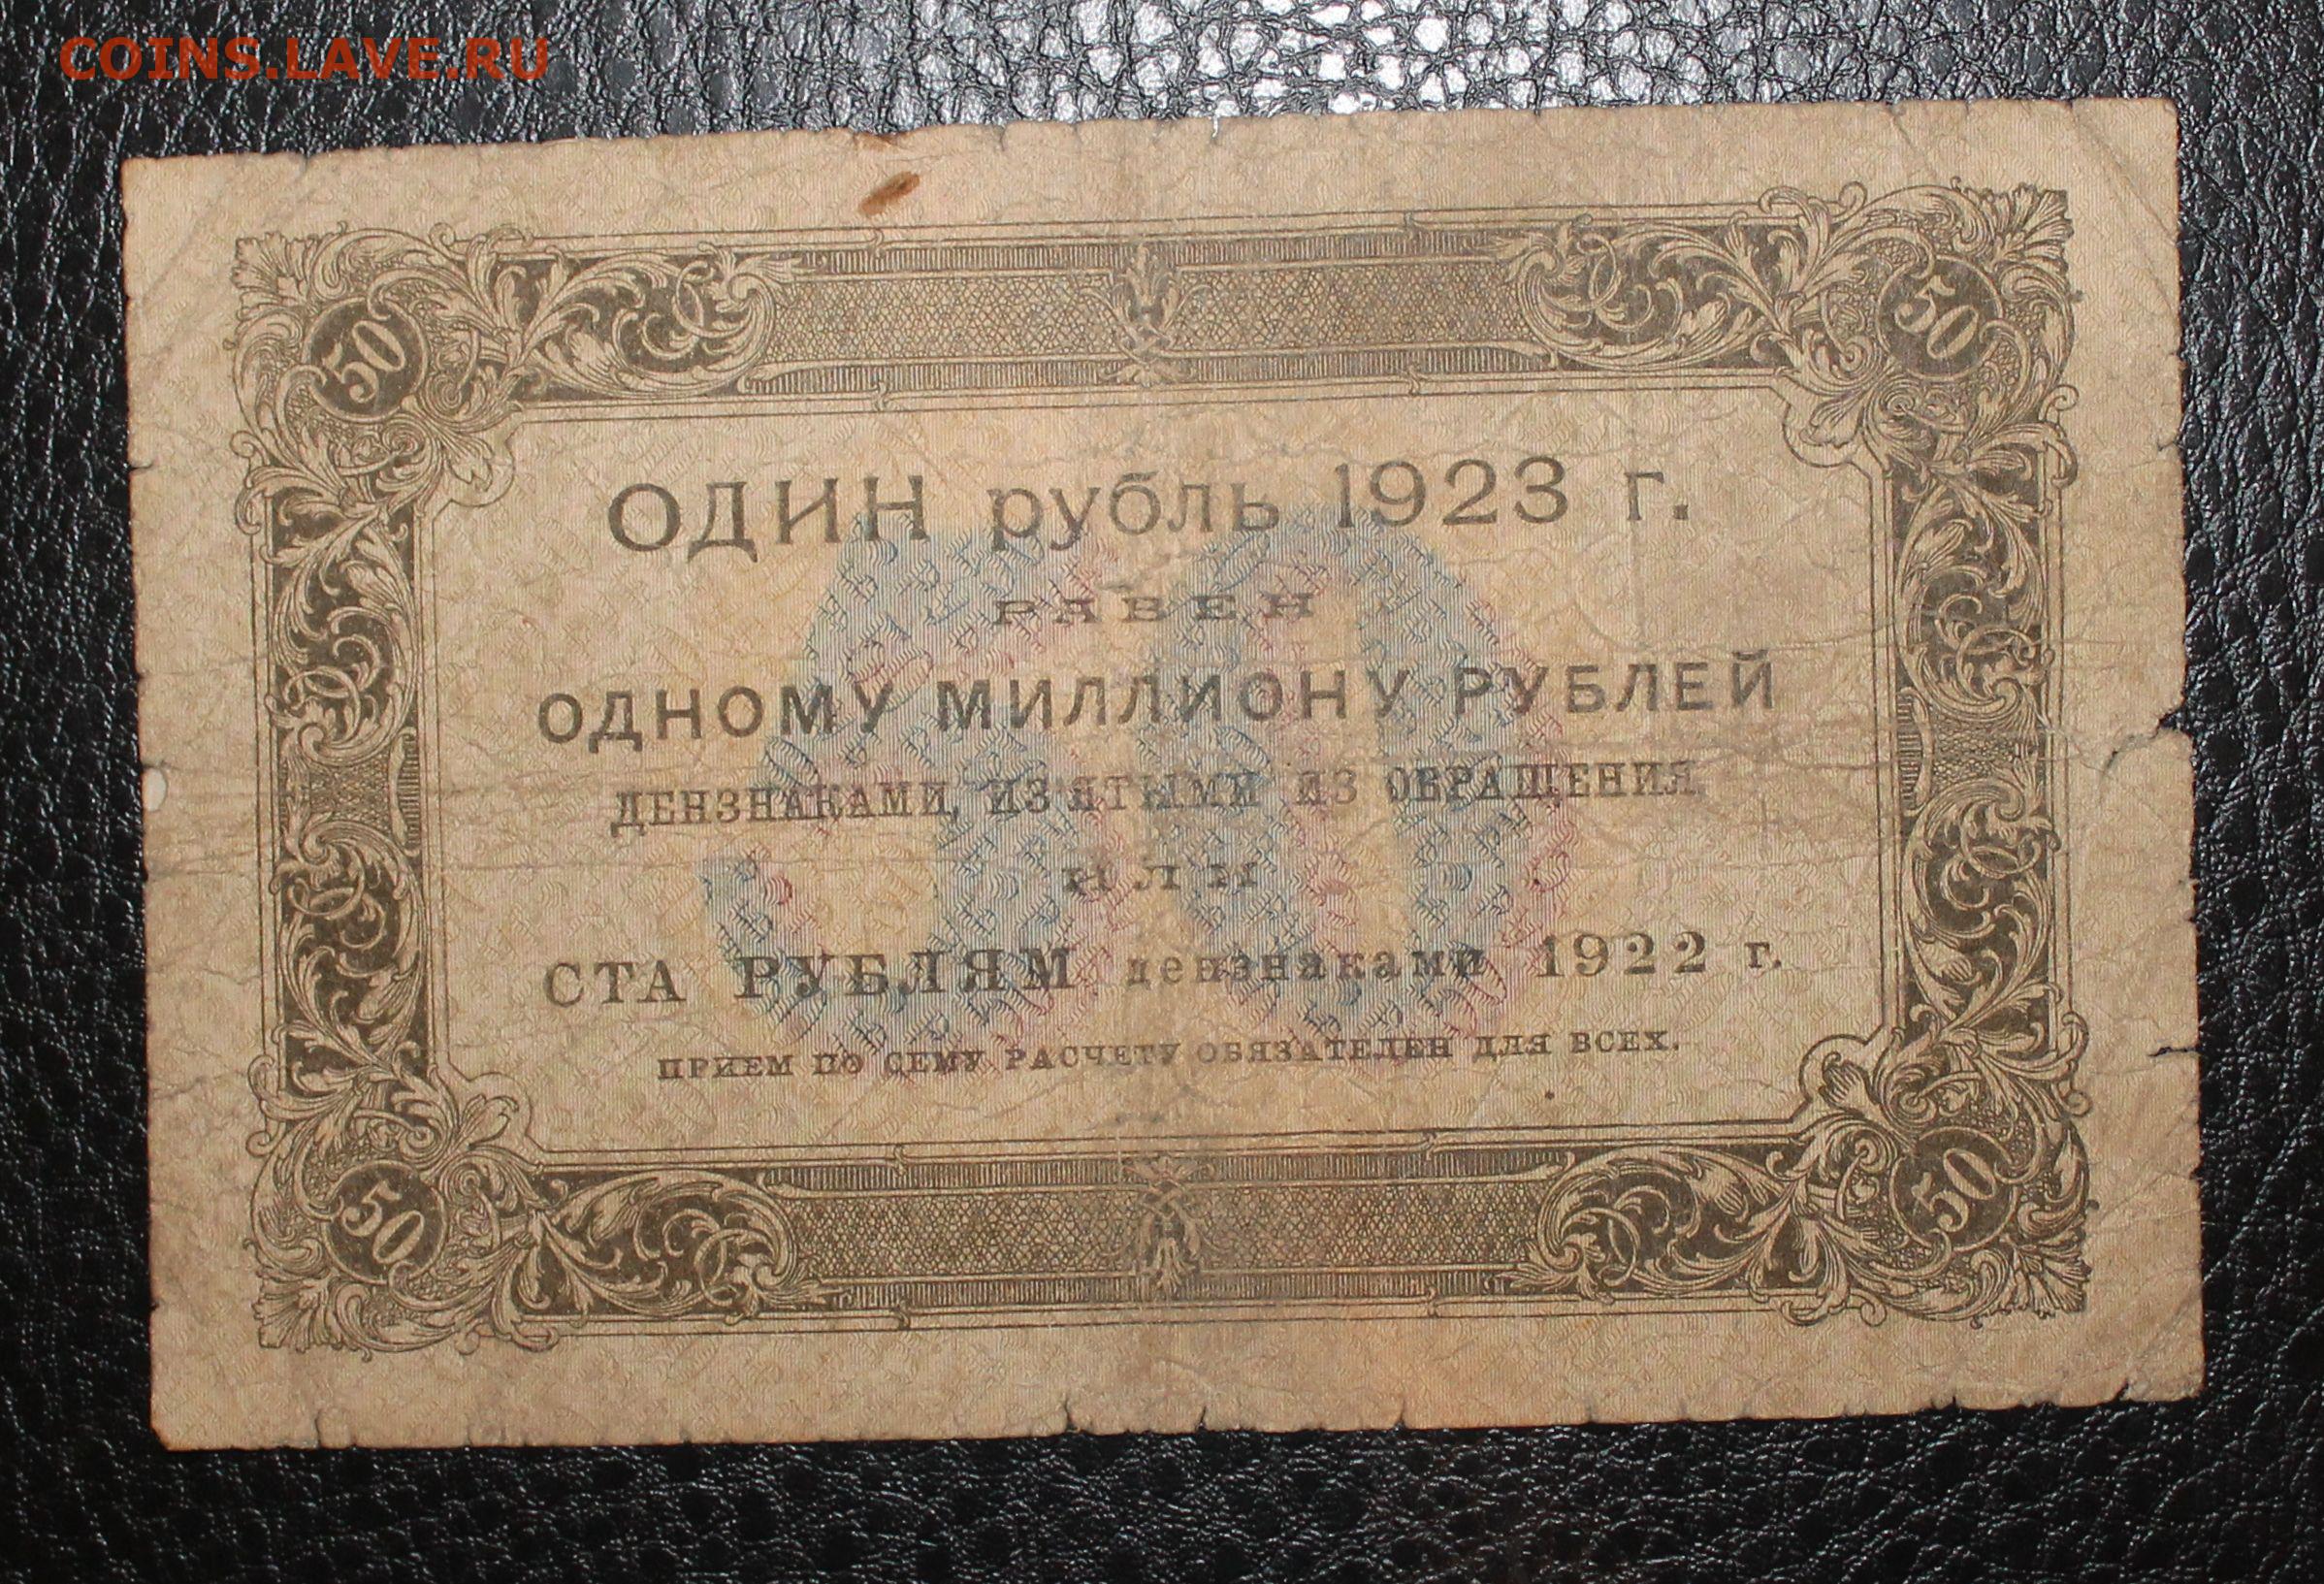 COINS.LAVE.RU
50 50
ОДИН рубль 1923 г.
РАВЕН
ОДНОМУ МИЛЛИОНУ РУБЛЕЙ
ДЕНЗНАКАМИ, ИЗЪЯТЫМИ ИЗ ОБРАЩЕНИЯ
ИЛИ
СТА РУБЛЯМ дензнаками 1922 г.
ПРИЕМ ПО СЕМУ РАСЧЕТУ ОБЯЗАТЕЛЕН ДЛЯ ВСЕХ.
50 50